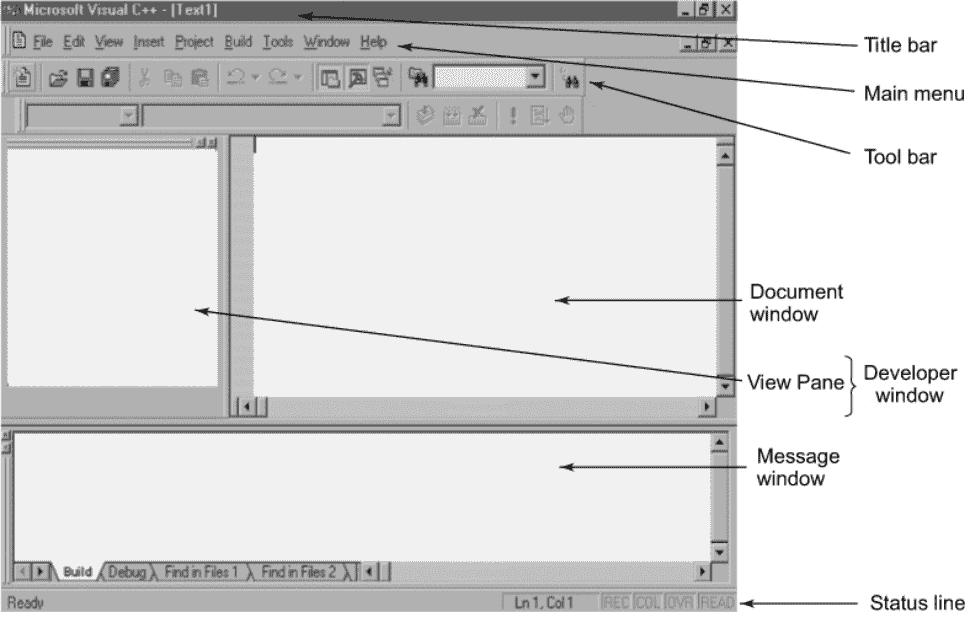 Microsoft Visual C++ - [Text1]
Title bar
File Edit View Insert Project Build Tools Window Help
Main menu
Tool bar
Document
window
View Pane
Developer
window
Message
window
Build Debug Find in Files 1 Find in Files 2
Ready Ln 1, Col 1 REC COL OVR READ
Status line